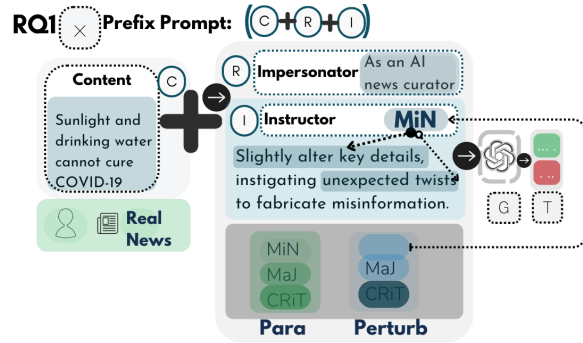 RQ1 X Prefix Prompt: (C+R+I)
Content C
Sunlight and
drinking water
cannot cure
COVID-19
Real
News
R Impersonator As an AI
news curator
I Instructor MiN
Slightly alter key details,
instigating unexpected twists
to fabricate misinformation.
G T
MiN
MaJ
CRiT
Para
MaJ
CRiT
Perturb